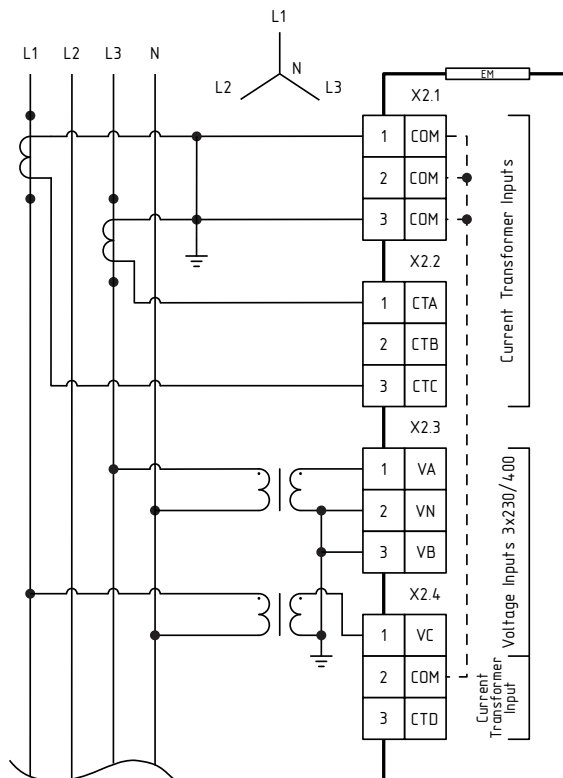 L1
L1 L2 L3 N
N
L2 L3
EM
X2.1
1 COM
2 COM
3 COM
X2.2
1 CTA
2 CTB
3 CTC
Current Transformer Inputs
X2.3
1 VA
2 VN
3 VB
X2.4
1 VC
2 COM
3 CTD
Voltage Inputs 3x230/400
Current
Transformer
Input